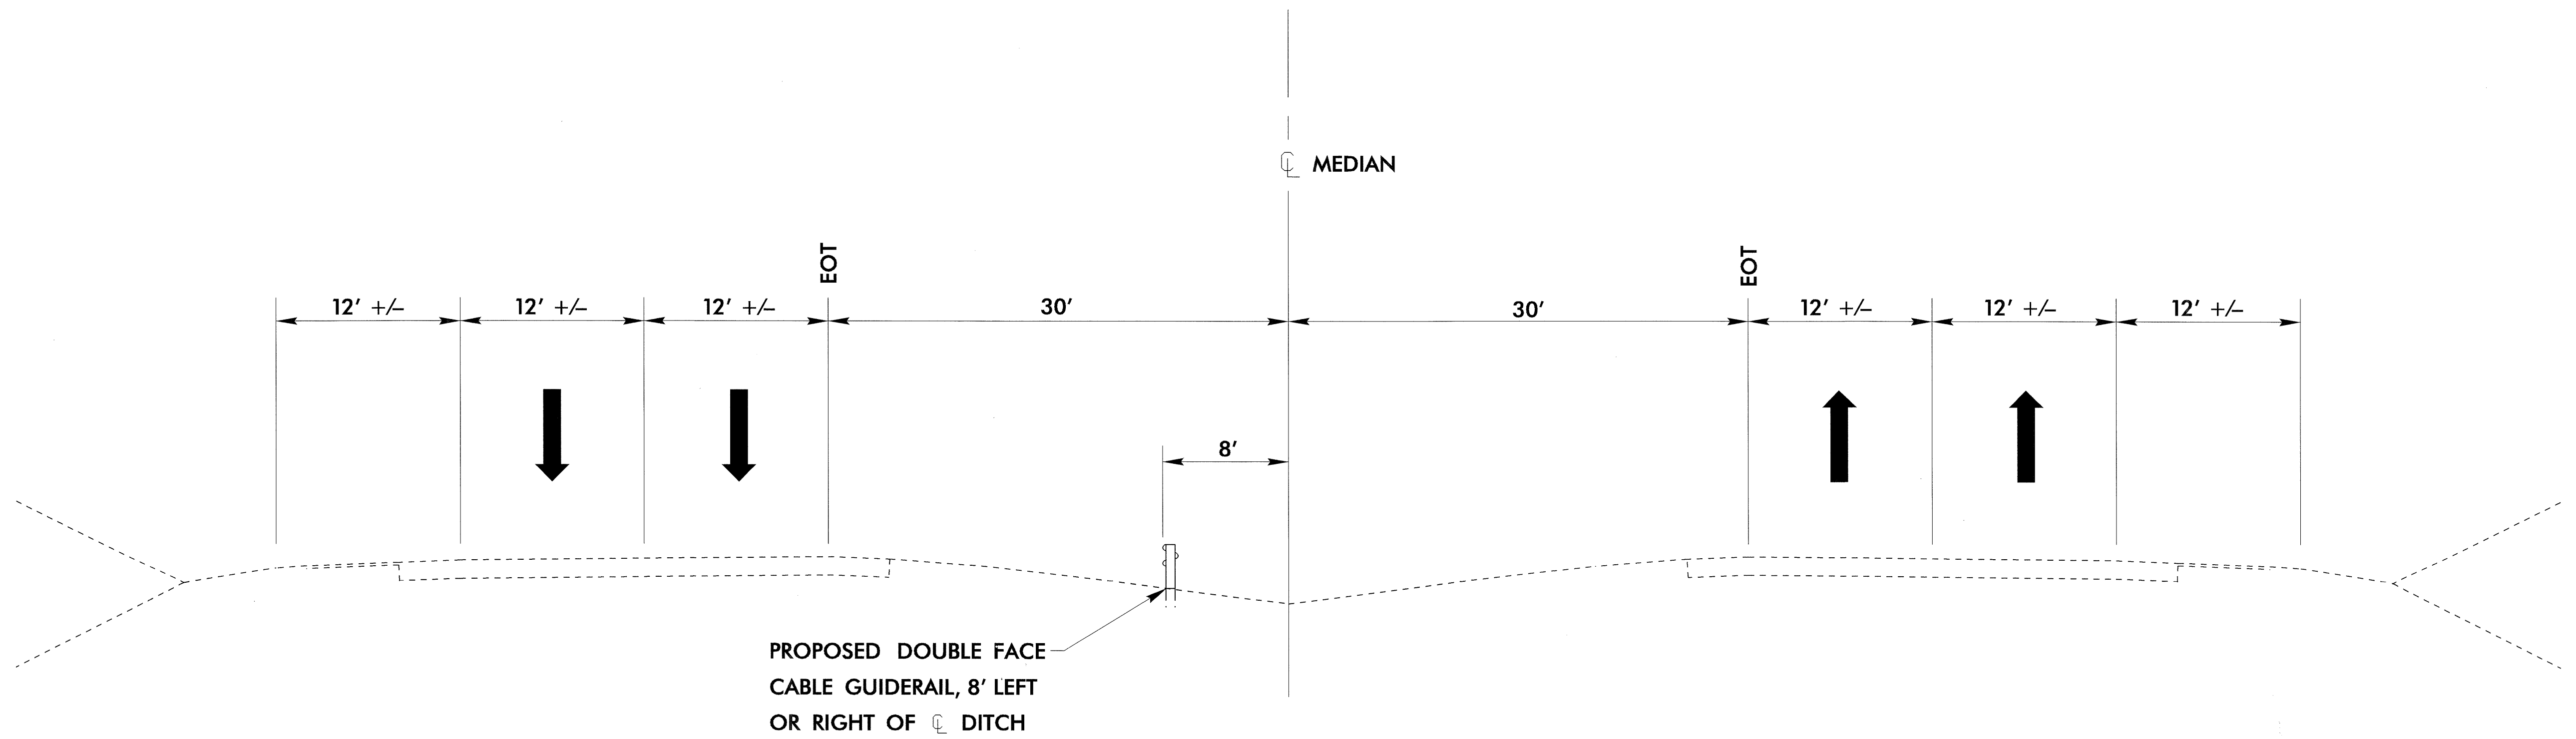 ℄ MEDIAN
EOT
EOT
12' +/–
12' +/–
12' +/–
30'
30'
12' +/–
12' +/–
12' +/–
8'
PROPOSED DOUBLE FACE
CABLE GUIDERAIL, 8' LEFT
OR RIGHT OF ℄ DITCH